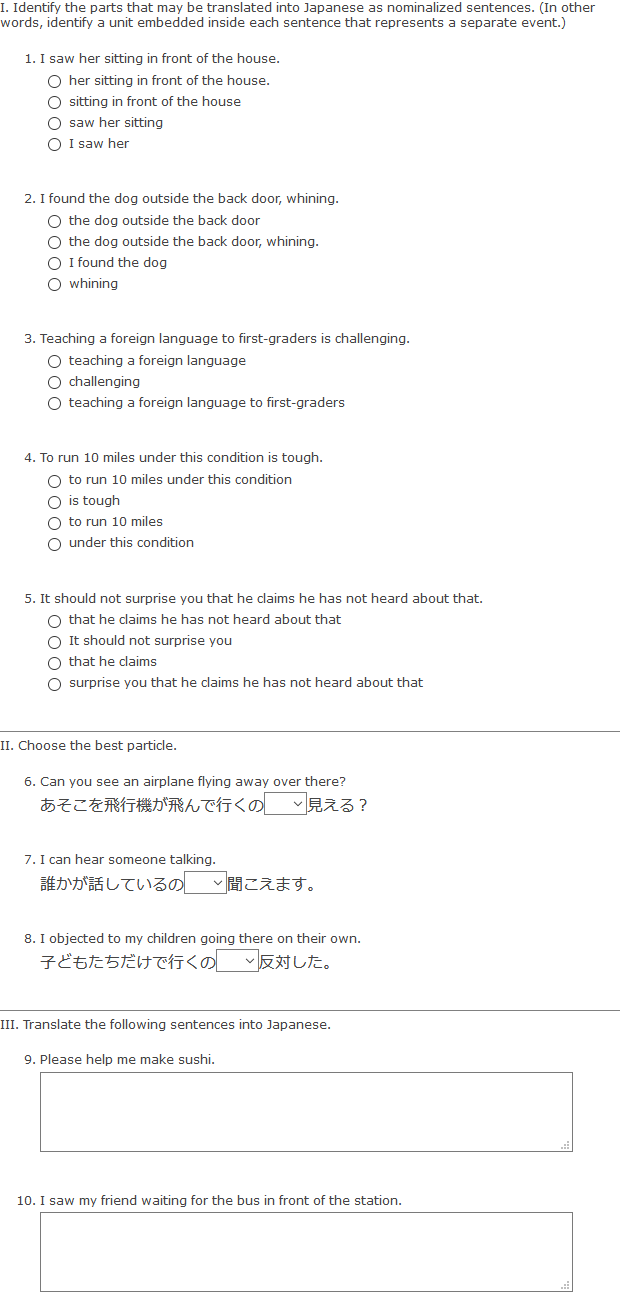 I. Identify the parts that may be translated into Japanese as nominalized sentences. (In other
words, identify a unit embedded inside each sentence that represents a separate event.)
1. I saw her sitting in front of the house.
her sitting in front of the house.
sitting in front of the house
saw her sitting
I saw her
2. I found the dog outside the back door, whining.
the dog outside the back door
the dog outside the back door, whining.
I found the dog
whining
3. Teaching a foreign language to first-graders is challenging.
teaching a foreign language
challenging
teaching a foreign language to first-graders
4. To run 10 miles under this condition is tough.
to run 10 miles under this condition
is tough
to run 10 miles
under this condition
5. It should not surprise you that he claims he has not heard about that.
that he claims he has not heard about that
It should not surprise you
that he claims
surprise you that he claims he has not heard about that
II. Choose the best particle.
6. Can you see an airplane flying away over there?
あそこを飛行機が飛んで行くの 見える？
7. I can hear someone talking.
誰かが話しているの 聞こえます。
8. I objected to my children going there on their own.
子どもたちだけで行くの 反対した。
III. Translate the following sentences into Japanese.
9. Please help me make sushi.
10. I saw my friend waiting for the bus in front of the station.